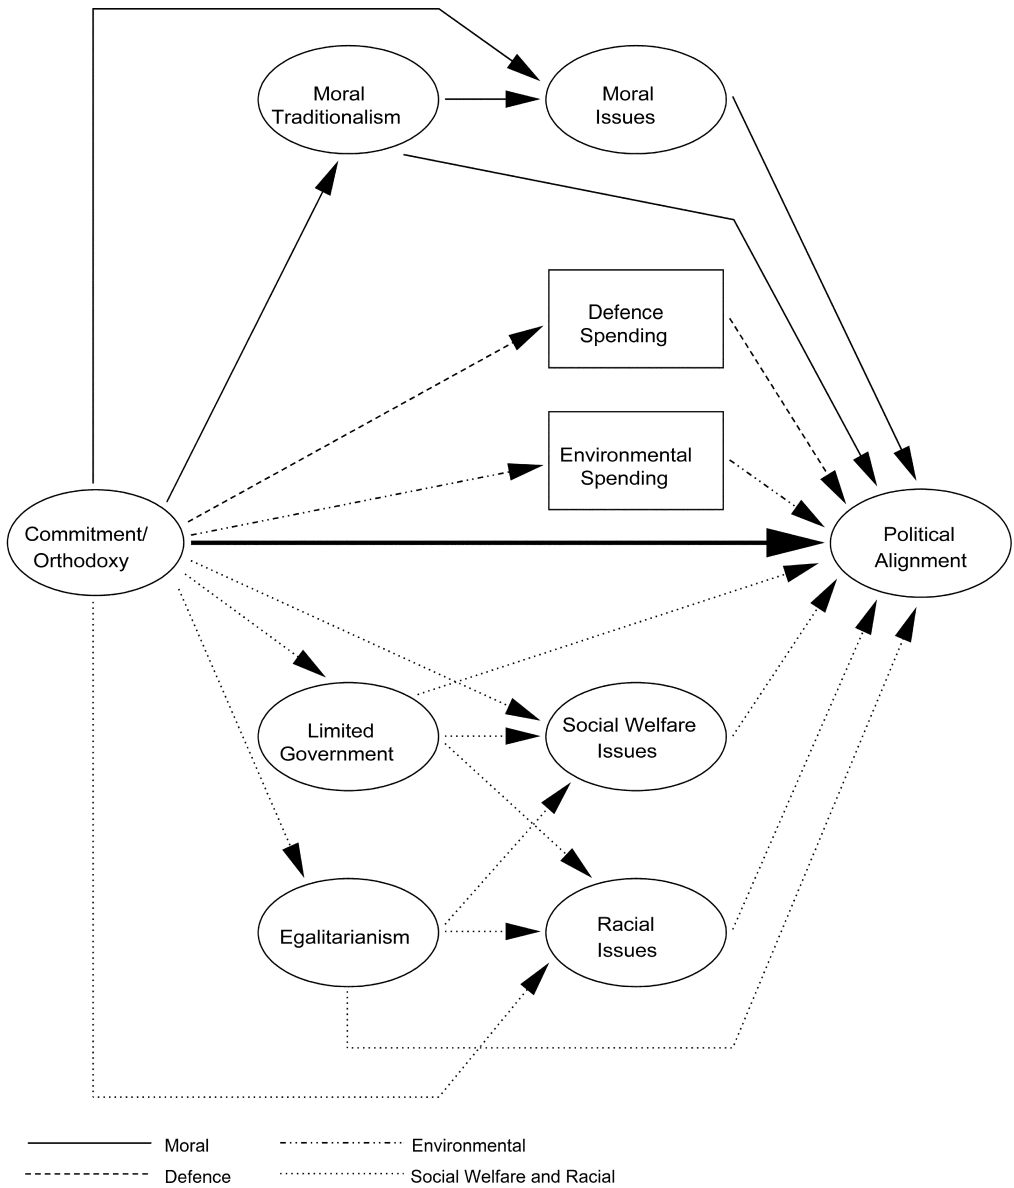 Moral
Traditionalism
Moral
Issues
Defence
Spending
Environmental
Spending
Commitment/
Orthodoxy
Political
Alignment
Limited
Government
Social Welfare
Issues
Egalitarianism
Racial
Issues
Moral
Environmental
Defence
Social Welfare and Racial